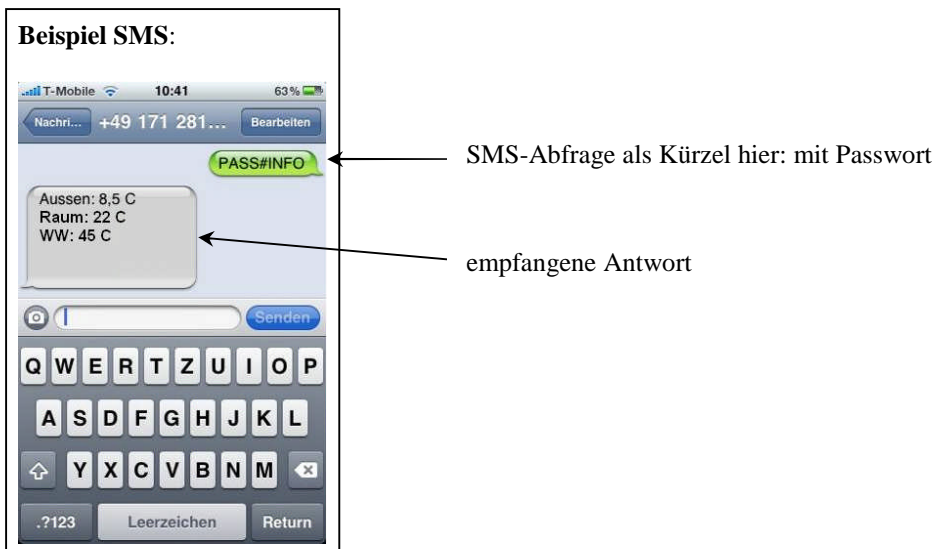 Beispiel SMS:
T-Mobile 10:41 63%
Nachri... +49 171 281... Bearbeiten
PASS#INFO
SMS-Abfrage als Kürzel hier: mit Passwort
Aussen: 8,5 C
Raum: 22 C
WW: 45 C
empfangene Antwort
Senden
Q W E R T Z U I O P
A S D F G H J K L
Y X C V B N M
.?123 Leerzeichen Return